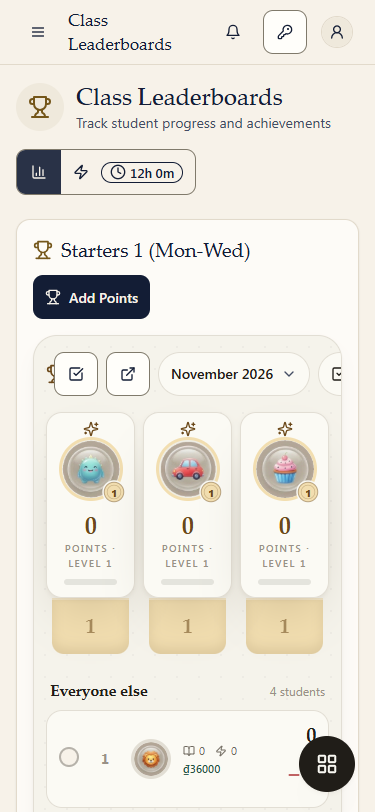 Class
Leaderboards
Class Leaderboards
Track student progress and achievements
12h 0m
Starters 1 (Mon-Wed)
Add Points
November 2026
1
1
1
0
0
0
POINTS ·
LEVEL 1
POINTS ·
LEVEL 1
POINTS ·
LEVEL 1
1
1
1
Everyone else
4 students
1
0
0
₫36000
0